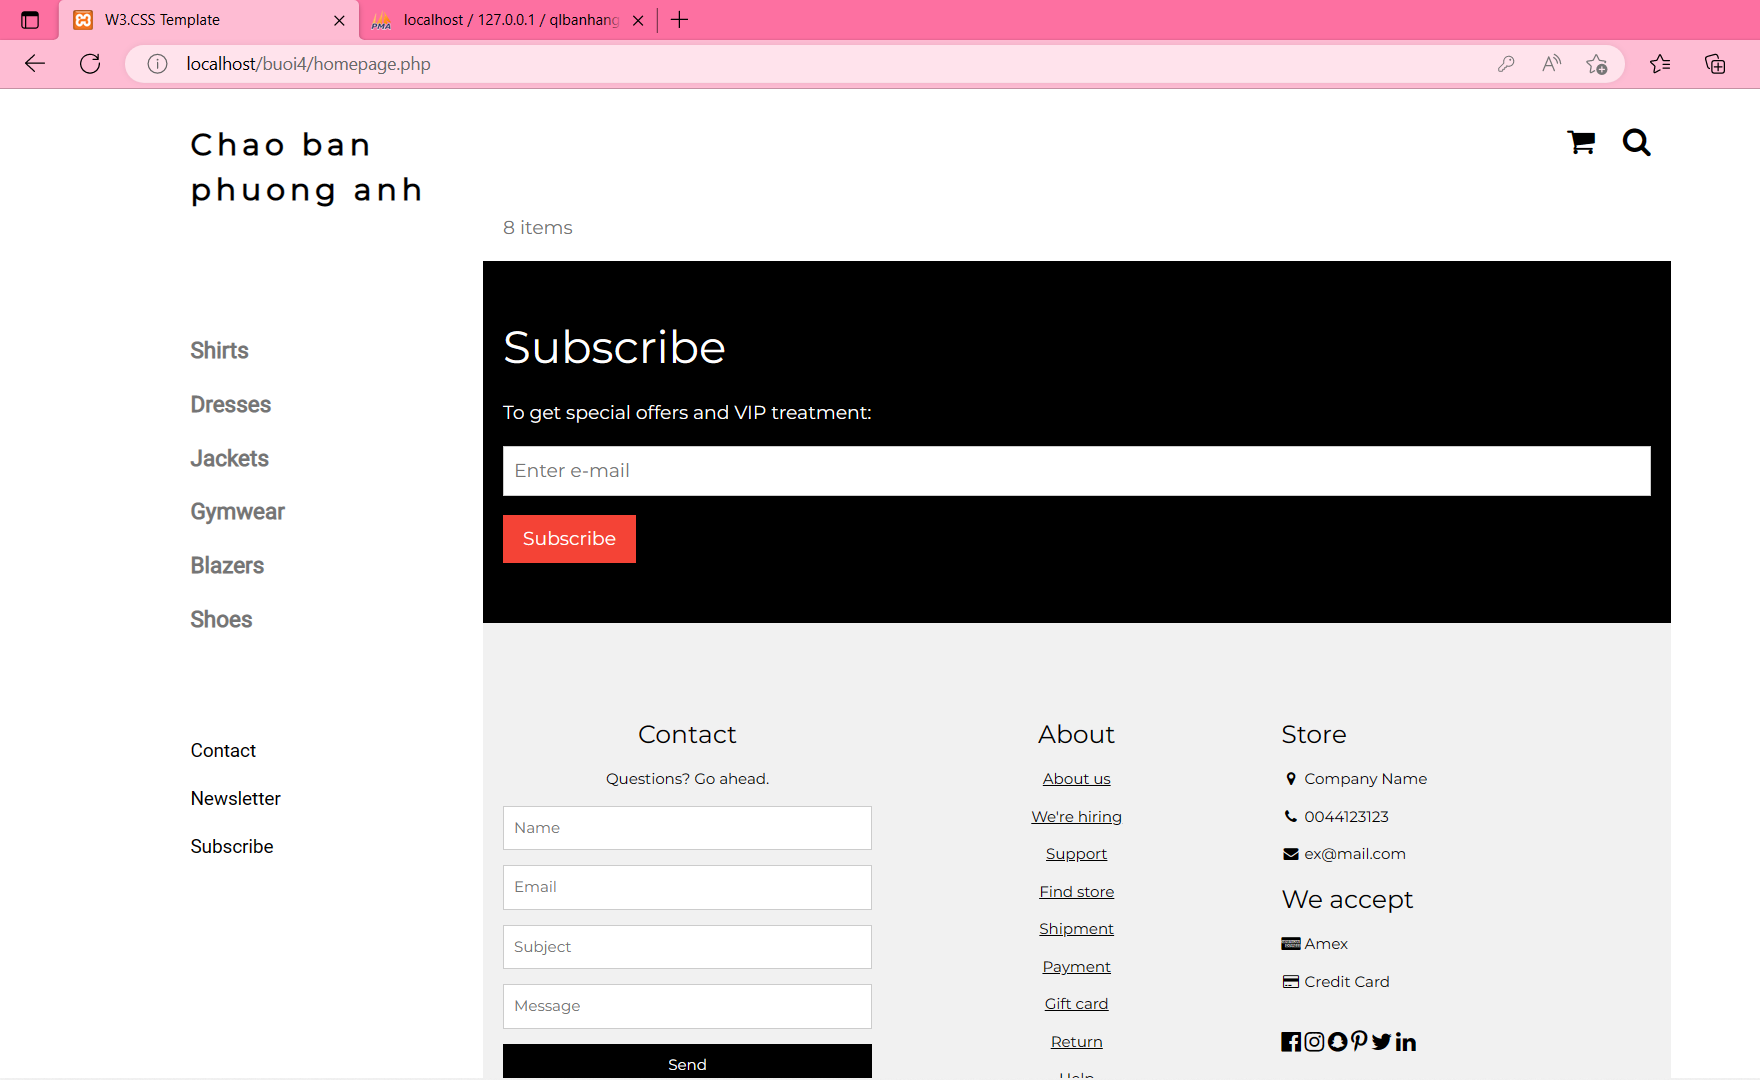 W3.CSS Template
localhost / 127.0.0.1 / qlbanhang
localhost/buoi4/homepage.php
Chao ban
phuong anh
8 items
Shirts
Dresses
Jackets
Gymwear
Blazers
Shoes
Contact
Newsletter
Subscribe
Subscribe
To get special offers and VIP treatment:
Enter e-mail
Subscribe
Contact
Questions? Go ahead.
Name
Email
Subject
Message
Send
About
About us
We're hiring
Support
Find store
Shipment
Payment
Gift card
Return
Help
Store
Company Name
0044123123
ex@mail.com
We accept
Amex
Credit Card